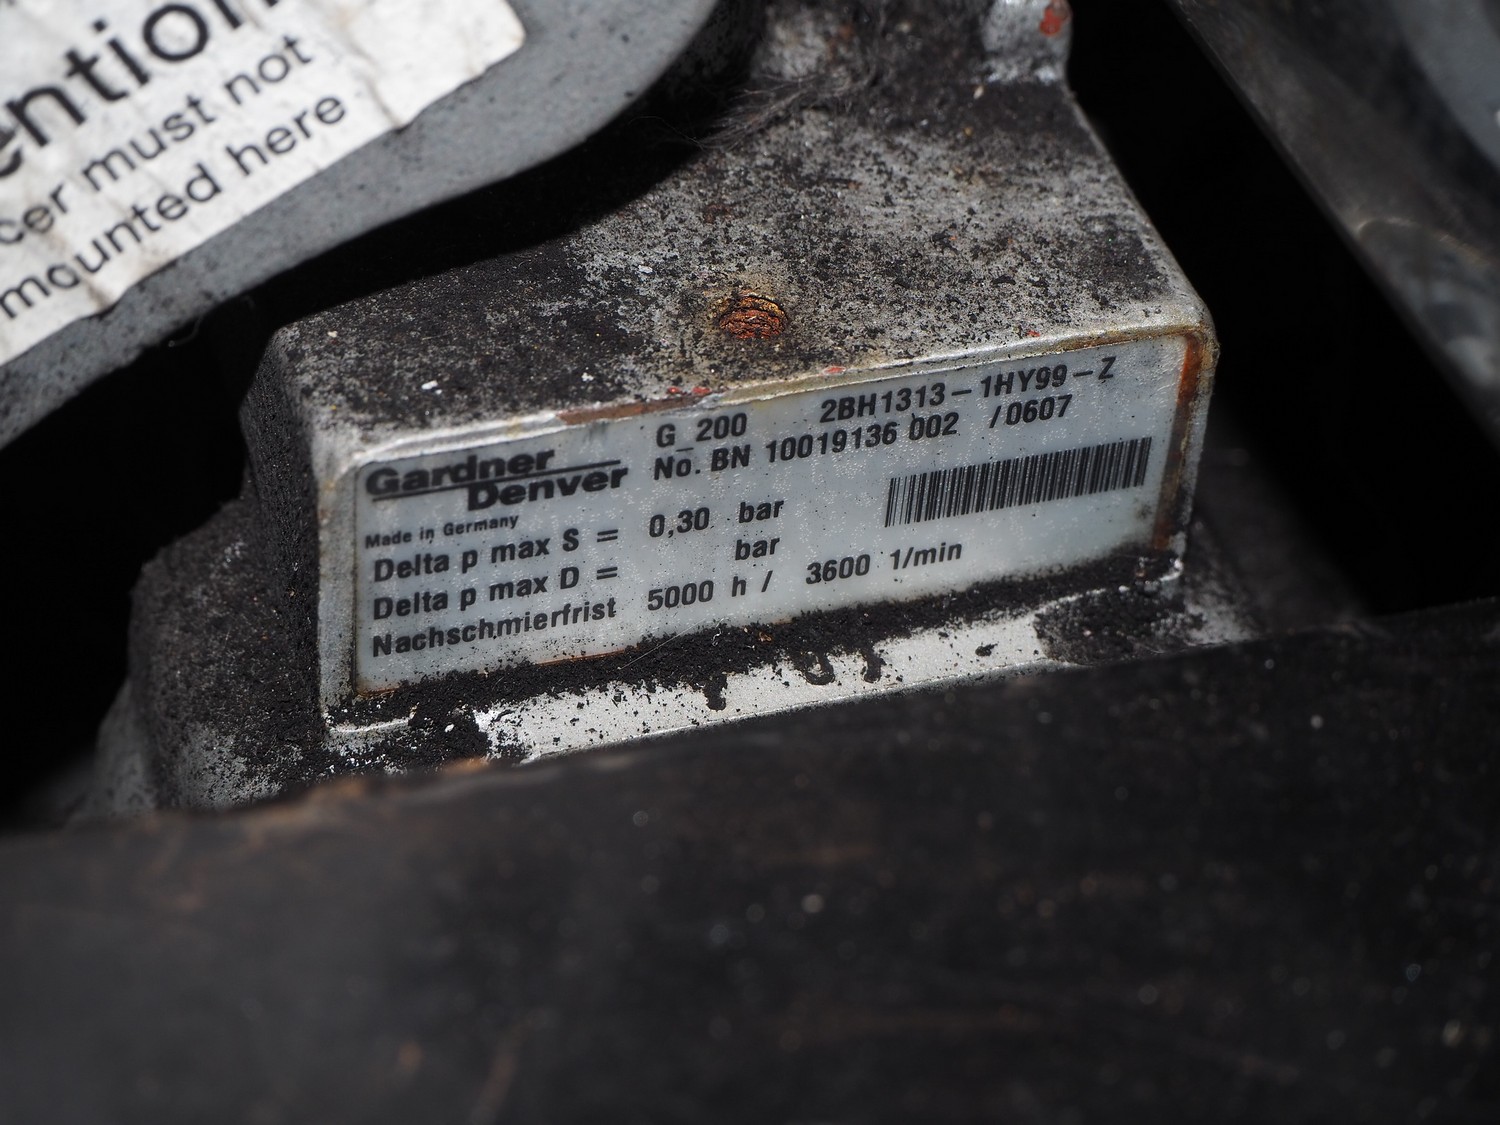 ention
cer must not
mounted here
Gardner
Denver
Made in Germany
G_200 2BH1313-1HY99-Z
No. BN 10019136 002 /0607
Delta p max S = 0,30 bar
Delta p max D = bar
Nachschmierfrist 5000 h / 3600 1/min